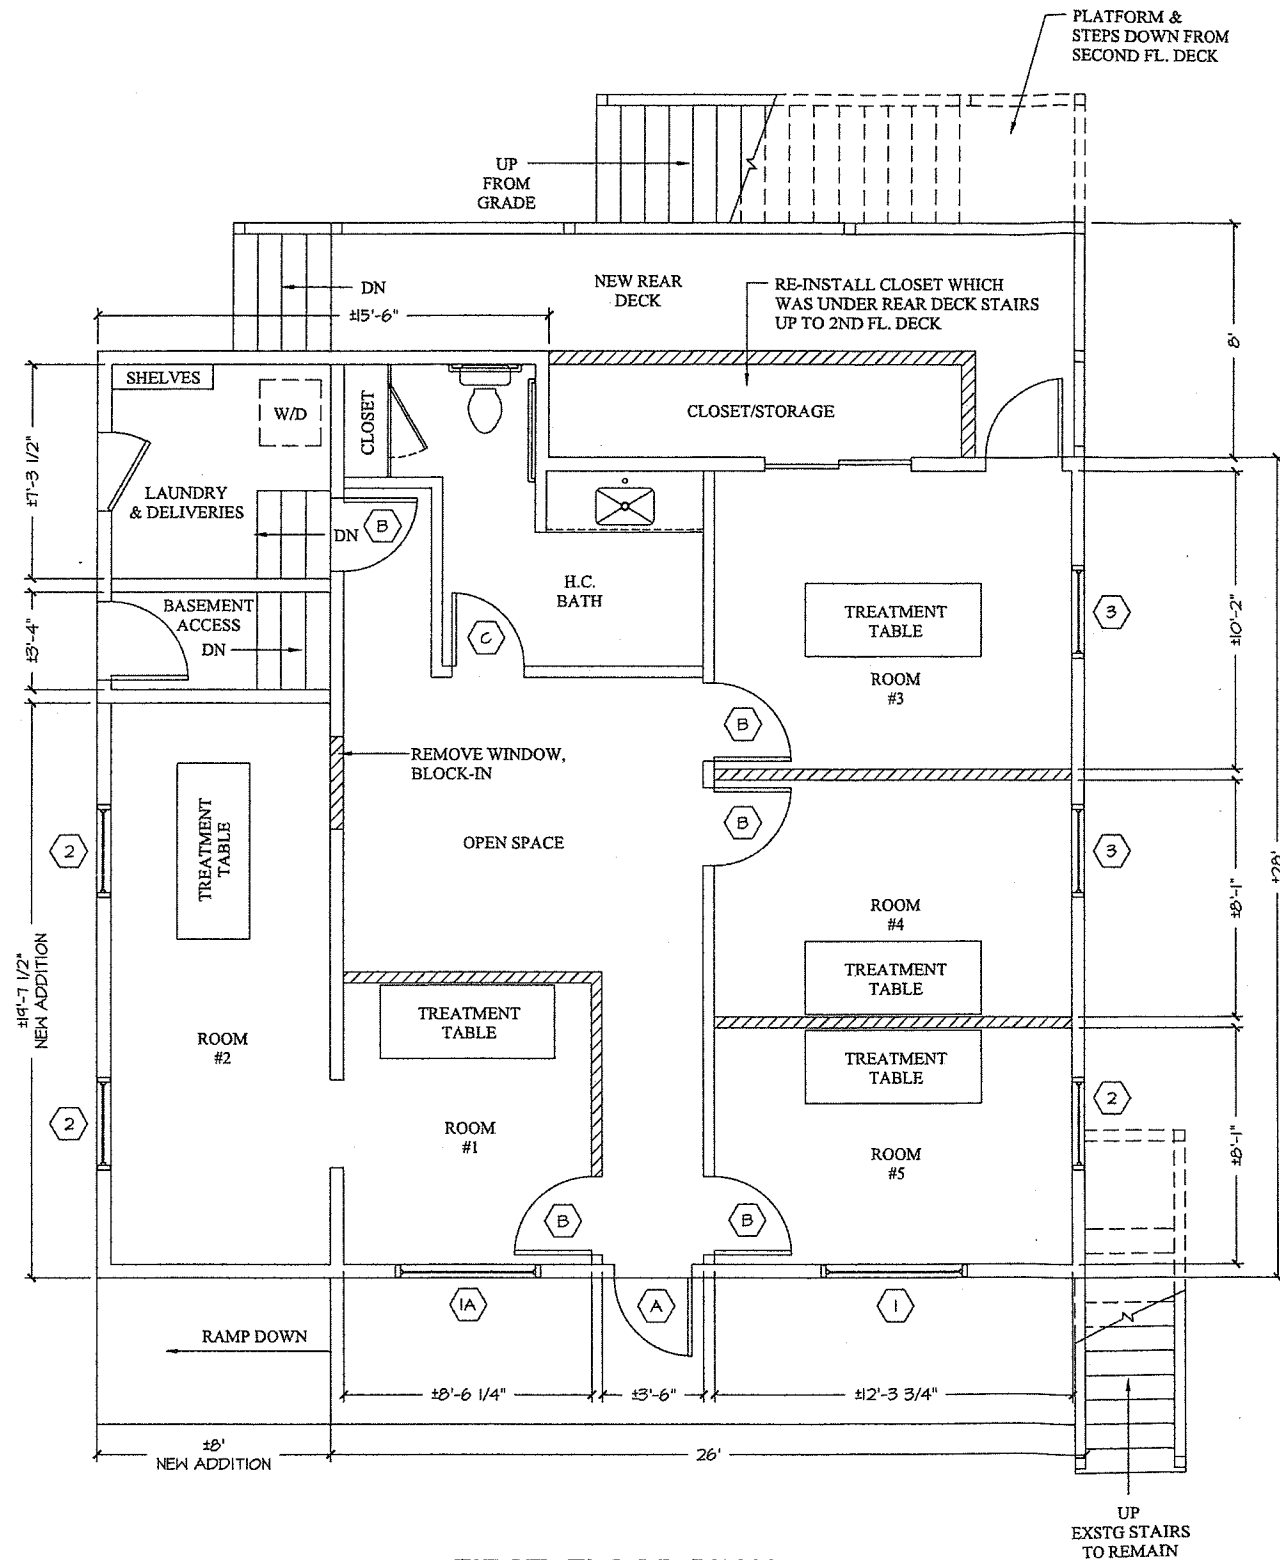 PLATFORM &
STEPS DOWN FROM
SECOND FL. DECK
UP
FROM
GRADE
DN
±15'-6"
NEW REAR
DECK
RE-INSTALL CLOSET WHICH
WAS UNDER REAR DECK STAIRS
UP TO 2ND FL. DECK
8'
SHELVES
W/D
CLOSET
CLOSET/STORAGE
±7'-3 1/2"
LAUNDRY
& DELIVERIES
DN
B
H.C.
BATH
TREATMENT
TABLE
ROOM
#3
3
±10'-2"
BASEMENT
ACCESS
DN
±3'-4"
C
B
REMOVE WINDOW,
BLOCK-IN
B
OPEN SPACE
TREATMENT
TABLE
2
3
±28'
±8'-1"
ROOM
#4
TREATMENT
TABLE
±19'-7 1/2"
NEW ADDITION
ROOM
#2
TREATMENT
TABLE
TREATMENT
TABLE
2
ROOM
#1
ROOM
#5
2
±8'-1"
B
B
1A
A
1
RAMP DOWN
±8'-6 1/4"
±3'-6"
±12'-3 3/4"
±8'
NEW ADDITION
26'
UP
EXSTG STAIRS
TO REMAIN